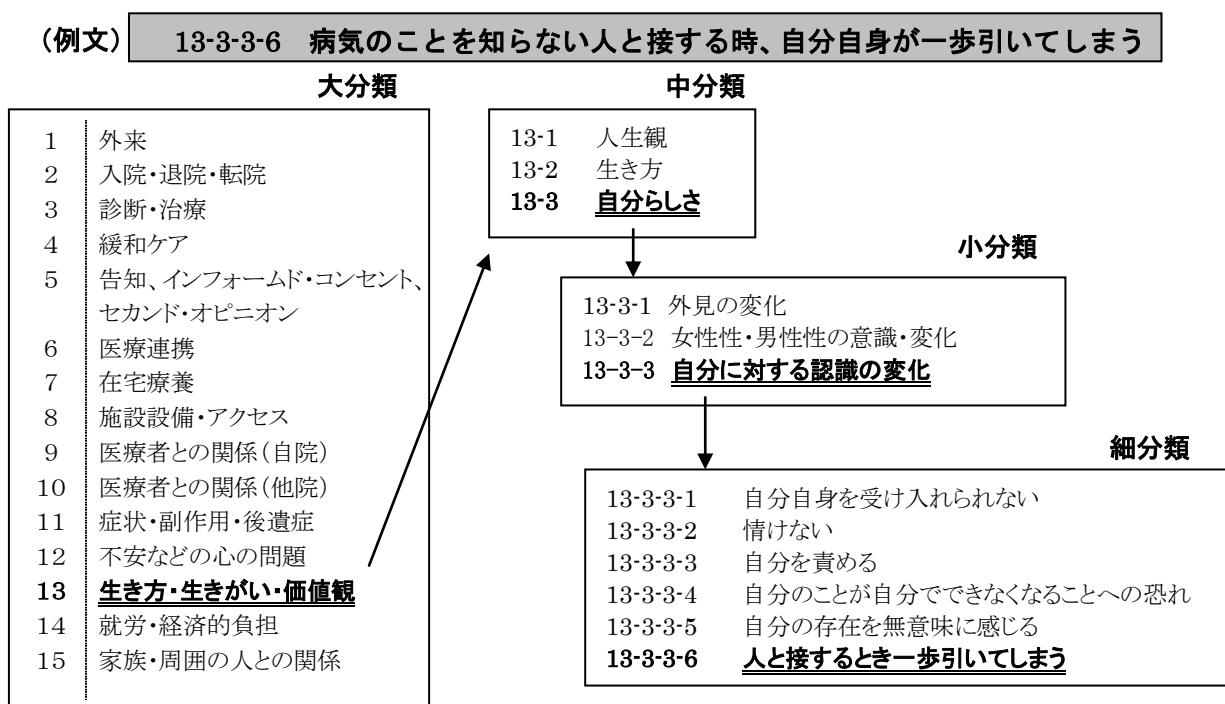 (例文) 13-3-3-6 病気のことを知らない人と接する時、自分自身が一歩引いてしまう
大分類
1 外来
2 入院・退院・転院
3 診断・治療
4 緩和ケア
5 告知、インフォームド・コンセント、
セカンド・オピニオン
6 医療連携
7 在宅療養
8 施設設備・アクセス
9 医療者との関係(自院)
10 医療者との関係(他院)
11 症状・副作用・後遺症
12 不安などの心の問題
13 生き方・生きがい・価値観
14 就労・経済的負担
15 家族・周囲の人との関係
中分類
13-1 人生観
13-2 生き方
13-3 自分らしさ
小分類
13-3-1 外見の変化
13-3-2 女性性・男性性の意識・変化
13-3-3 自分に対する認識の変化
細分類
13-3-3-1 自分自身を受け入れられない
13-3-3-2 情けない
13-3-3-3 自分を責める
13-3-3-4 自分のことが自分でできなくなることへの恐れ
13-3-3-5 自分の存在を無意味に感じる
13-3-3-6 人と接するとき一歩引いてしまう